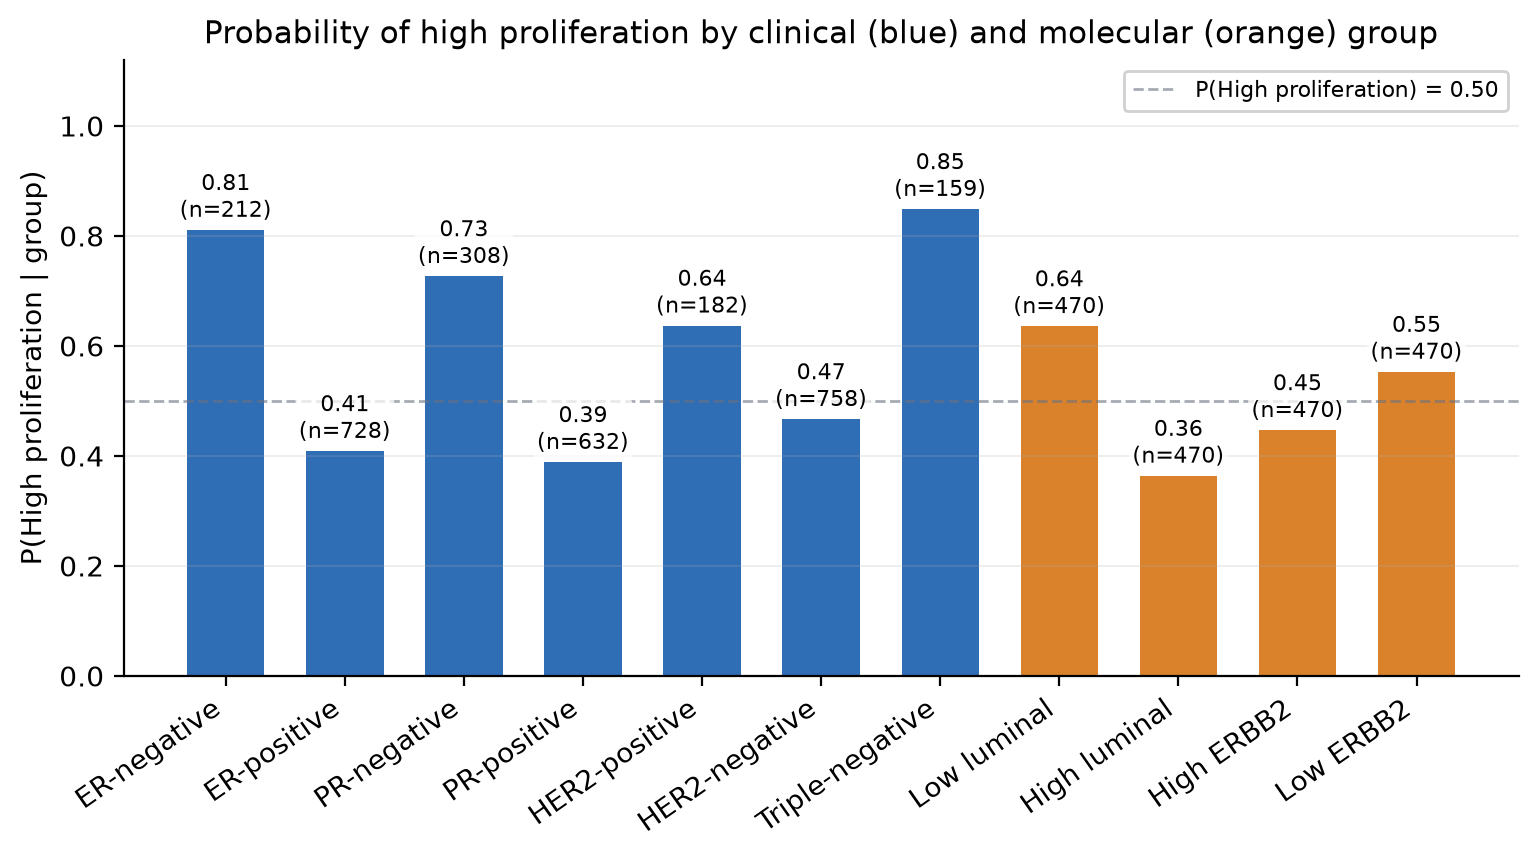 Probability of high proliferation by clinical (blue) and molecular (orange) group
P(High proliferation) = 0.50
P(High proliferation | group)
1.0
0.8
0.6
0.4
0.2
0.0
0.81
(n=212)
0.41
(n=728)
0.73
(n=308)
0.39
(n=632)
0.64
(n=182)
0.47
(n=758)
0.85
(n=159)
0.64
(n=470)
0.36
(n=470)
0.45
(n=470)
0.55
(n=470)
ER-negative
ER-positive
PR-negative
PR-positive
HER2-positive
HER2-negative
Triple-negative
Low luminal
High luminal
High ERBB2
Low ERBB2